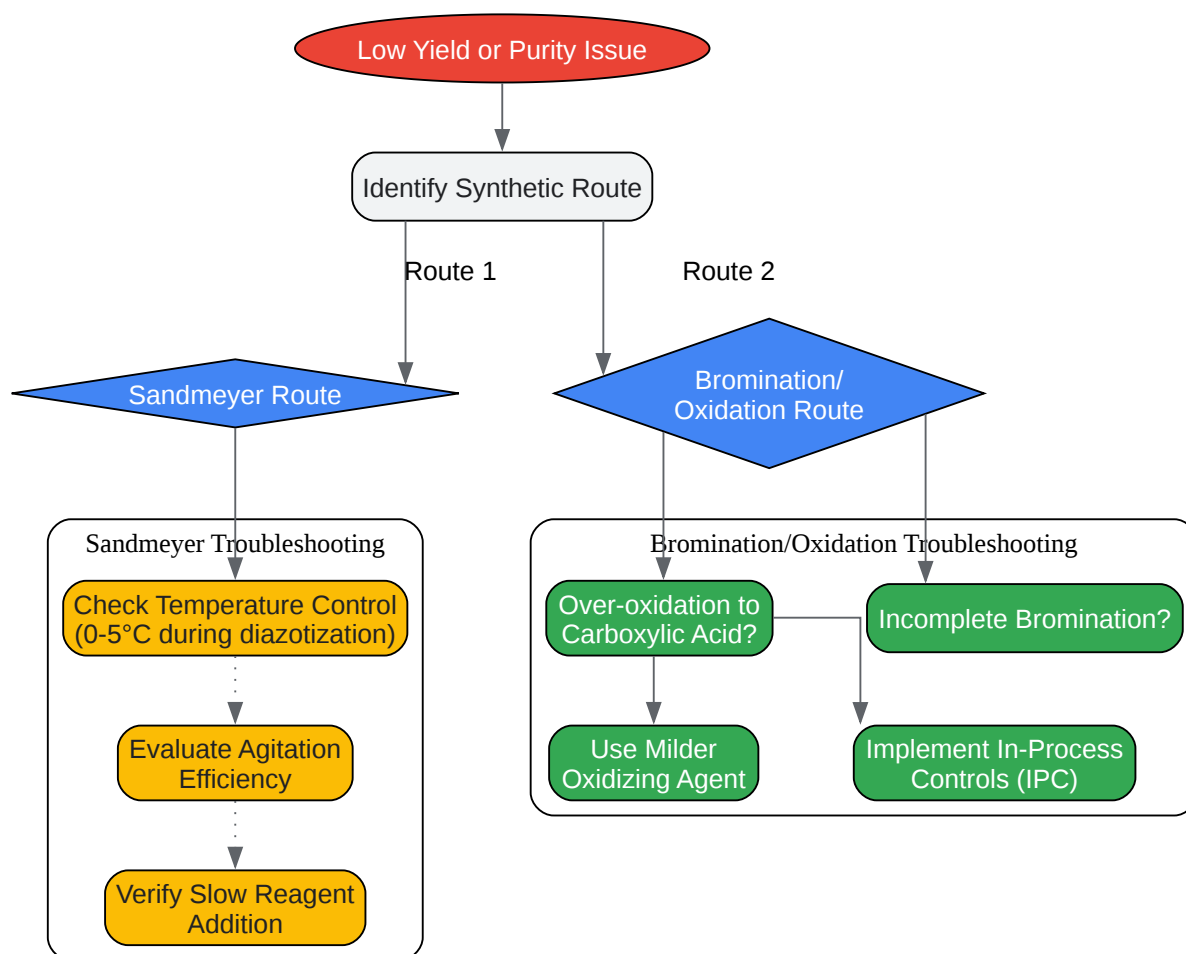 Low Yield or Purity Issue
Identify Synthetic Route
Route 1
Route 2
Sandmeyer Route
Bromination/
Oxidation Route
Sandmeyer Troubleshooting
Check Temperature Control
(0-5°C during diazotization)
Evaluate Agitation
Efficiency
Verify Slow Reagent
Addition
Bromination/Oxidation Troubleshooting
Over-oxidation to
Carboxylic Acid?
Incomplete Bromination?
Use Milder
Oxidizing Agent
Implement In-Process
Controls (IPC)